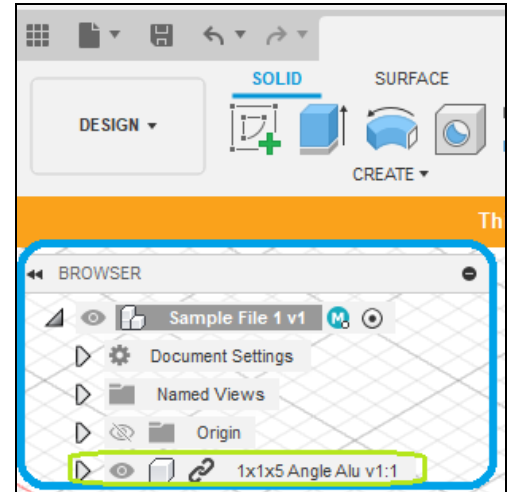 SOLID SURFACE
DESIGN
CREATE
Th
BROWSER
Sample File 1 v1 M
Document Settings
Named Views
Origin
1x1x5 Angle Alu v1:1